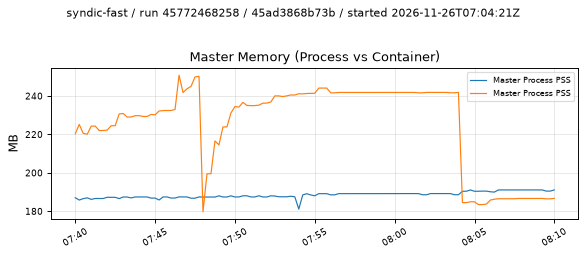 syndic-fast / run 45772468258 / 45ad3868b73b / started 2026-11-26T07:04:21Z
Master Memory (Process vs Container)
Master Process PSS
Master Process PSS
MB
240
220
200
180
07:40
07:45
07:50
07:55
08:00
08:05
08:10